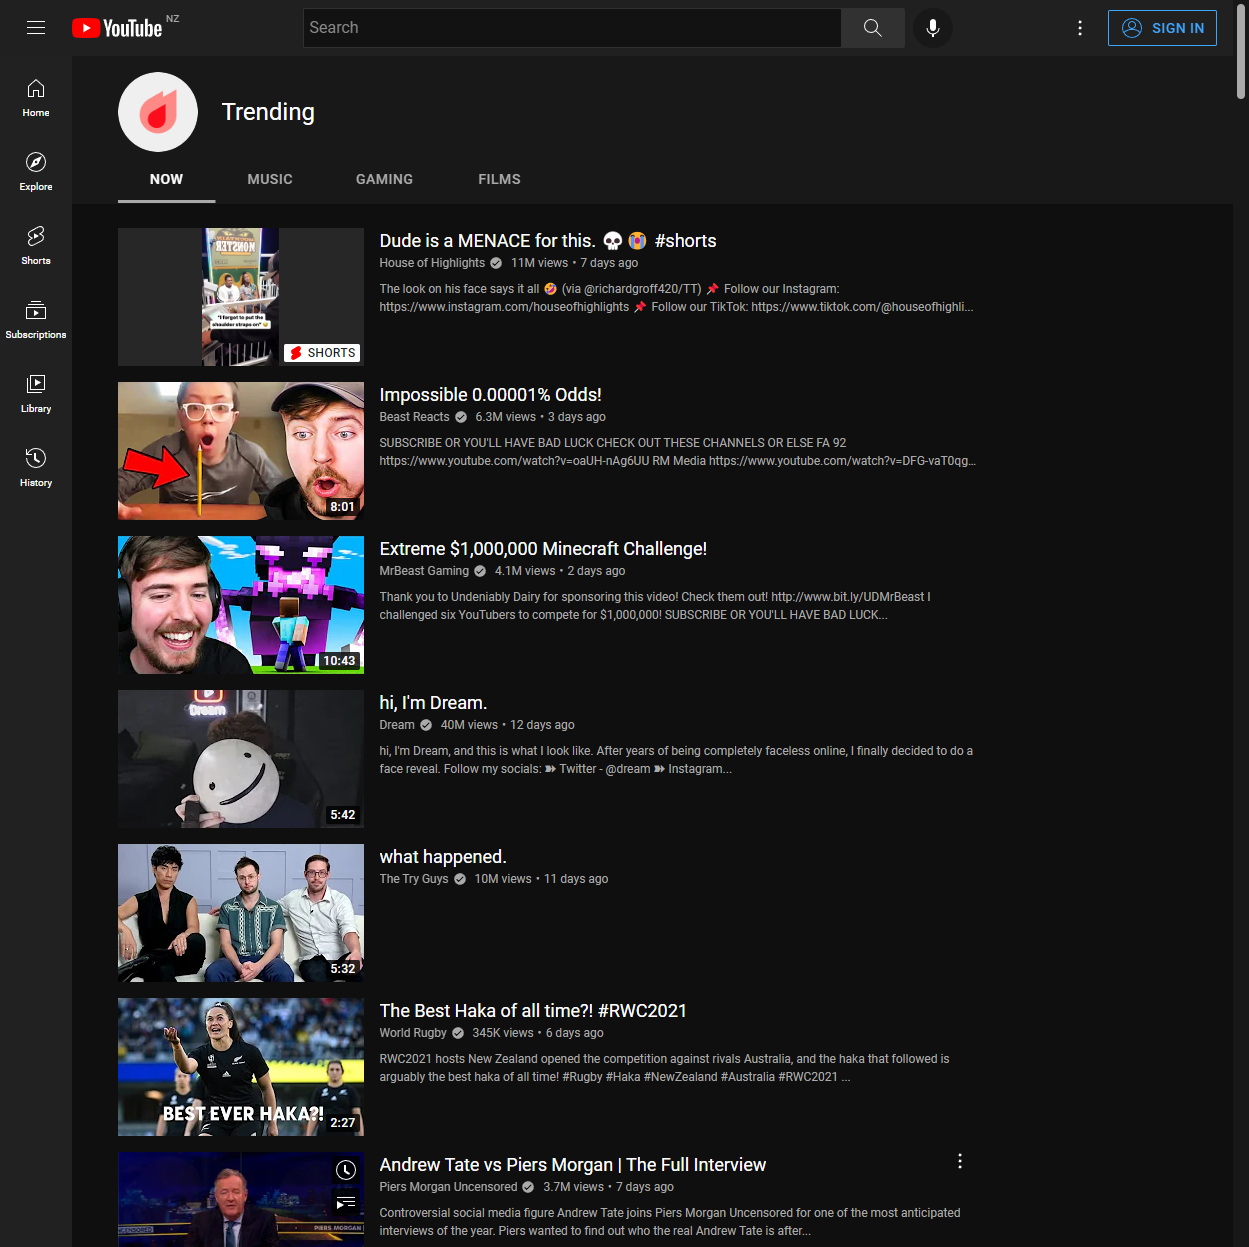 YouTube NZ
Search
SIGN IN
Home
Explore
Shorts
Subscriptions
Library
History
Trending
NOW
MUSIC
GAMING
FILMS
MONSTER
"I forgot to put the
shoulder straps on"
SHORTS
Dude is a MENACE for this. 💀 😭 #shorts
House of Highlights 11M views • 7 days ago
The look on his face says it all 🤣 (via @richardgroff420/TT) 📌 Follow our Instagram:
https://www.instagram.com/houseofhighlights 📌 Follow our TikTok: https://www.tiktok.com/@houseofhighli...
8:01
Impossible 0.00001% Odds!
Beast Reacts 6.3M views • 3 days ago
SUBSCRIBE OR YOU'LL HAVE BAD LUCK CHECK OUT THESE CHANNELS OR ELSE FA 92
https://www.youtube.com/watch?v=oaUH-nAg6UU RM Media https://www.youtube.com/watch?v=DFG-vaT0qg...
10:43
Extreme $1,000,000 Minecraft Challenge!
MrBeast Gaming 4.1M views • 2 days ago
Thank you to Undeniably Dairy for sponsoring this video! Check them out! http://www.bit.ly/UDMrBeast I
challenged six YouTubers to compete for $1,000,000! SUBSCRIBE OR YOU'LL HAVE BAD LUCK...
Dream
5:42
hi, I'm Dream.
Dream 40M views • 12 days ago
hi, I'm Dream, and this is what I look like. After years of being completely faceless online, I finally decided to do a
face reveal. Follow my socials: ➽ Twitter - @dream ➽ Instagram...
5:32
what happened.
The Try Guys 10M views • 11 days ago
BEST EVER HAKA?!
2:27
The Best Haka of all time?! #RWC2021
World Rugby 345K views • 6 days ago
RWC2021 hosts New Zealand opened the competition against rivals Australia, and the haka that followed is
arguably the best haka of all time! #Rugby #Haka #NewZealand #Australia #RWC2021 ...
PIERS MORGAN
Andrew Tate vs Piers Morgan | The Full Interview
Piers Morgan Uncensored 3.7M views • 7 days ago
Controversial social media figure Andrew Tate joins Piers Morgan Uncensored for one of the most anticipated
interviews of the year. Piers wanted to find out who the real Andrew Tate is after...